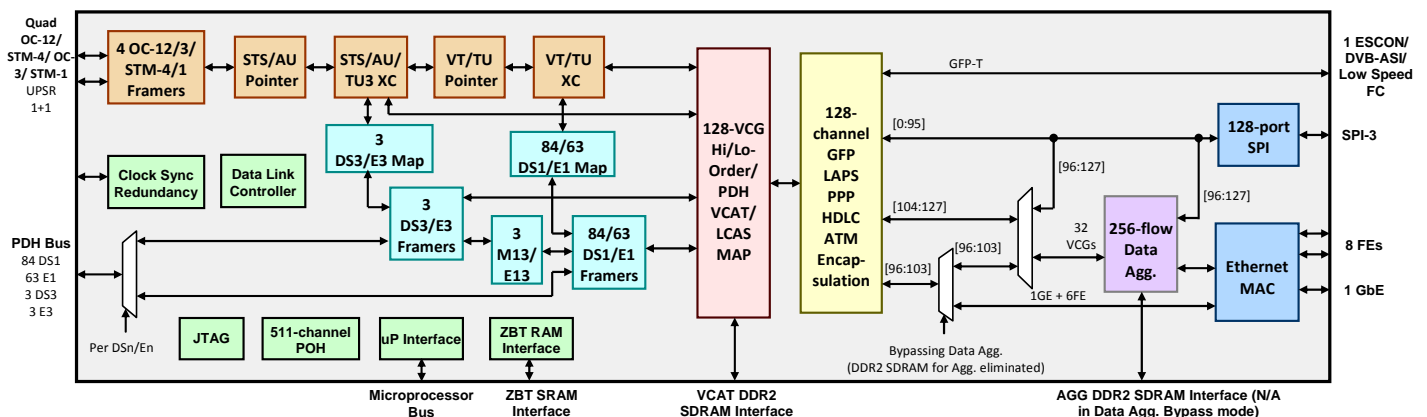 Quad
OC-12/
STM-4/ OC-
3/ STM-1
UPSR
1+1
4 OC-12/3/
STM-4/1
Framers
STS/AU
Pointer
STS/AU/
TU3 XC
VT/TU
Pointer
VT/TU
XC
3
DS3/E3 Map
84/63
DS1/E1 Map
Clock Sync
Redundancy
Data Link
Controller
3
DS3/E3
Framers
3
M13/
E13
84/63
DS1/E1
Framers
PDH Bus
84 DS1
63 E1
3 DS3
3 E3
Per DSn/En
JTAG
511-channel
POH
uP Interface
ZBT RAM
Interface
Microprocessor
Bus
ZBT SRAM
Interface
128-VCG
Hi/Lo-
Order/
PDH
VCAT/
LCAS
MAP
VCAT DDR2
SDRAM Interface
128-
channel
GFP
LAPS
PPP
HDLC
ATM
Encap-
sulation
GFP-T
[0:95]
[96:127]
[96:127]
[104:127]
[96:103]
[96:103]
32
VCGs
1GE + 6FE
Bypassing Data Agg.
(DDR2 SDRAM for Agg. eliminated)
128-port
SPI
256-flow
Data
Agg.
Ethernet
MAC
1 ESCON/
DVB-ASI/
Low Speed
FC
SPI-3
8 FEs
1 GbE
AGG DDR2 SDRAM Interface (N/A
in Data Agg. Bypass mode)